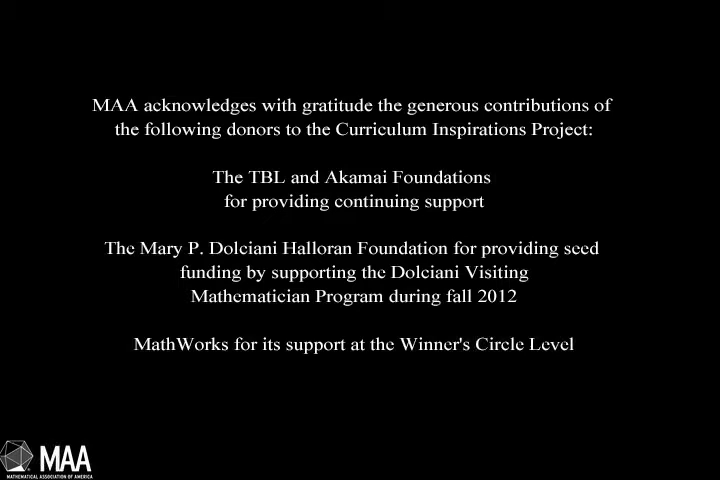 MAA acknowledges with gratitude the generous contributions of
the following donors to the Curriculum Inspirations Project:
The TBL and Akamai Foundations
for providing continuing support
The Mary P. Dolciani Halloran Foundation for providing seed
funding by supporting the Dolciani Visiting
Mathematician Program during fall 2012
MathWorks for its support at the Winner's Circle Level
MAA
MATHEMATICAL ASSOCIATION OF AMERICA